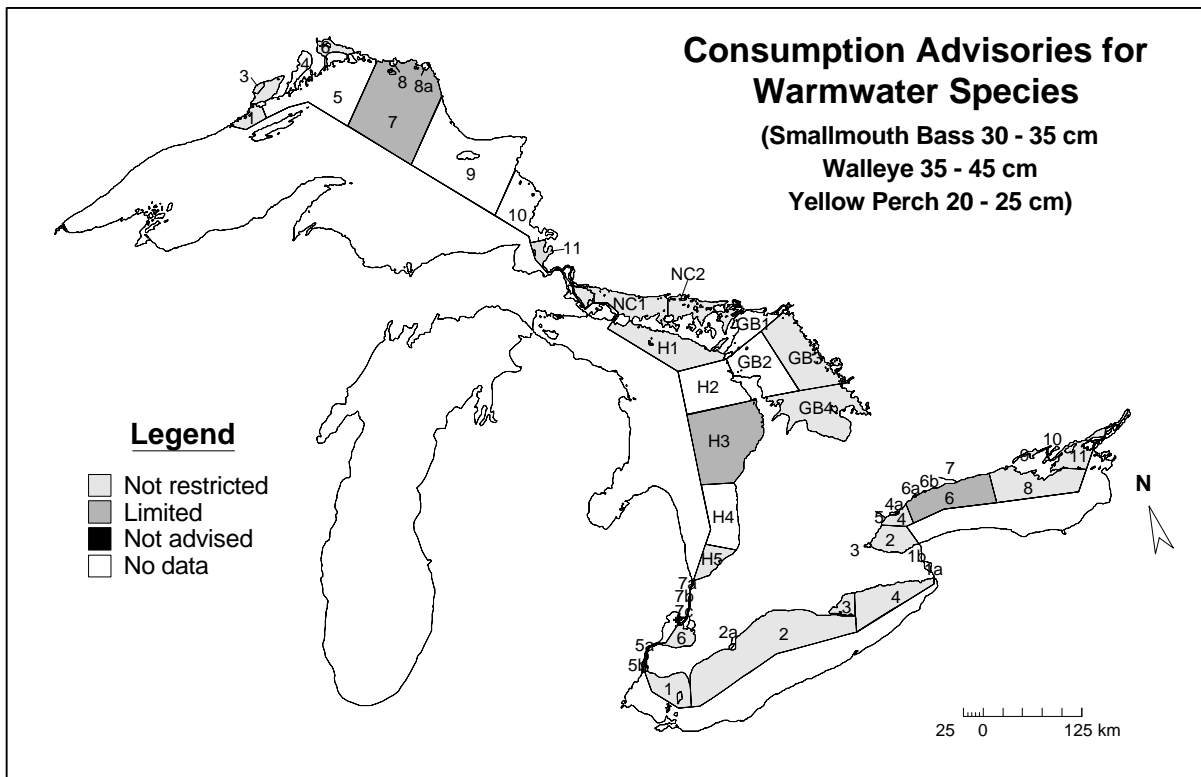 Consumption Advisories for
Warmwater Species
(Smallmouth Bass 30 - 35 cm
Walleye 35 - 45 cm
Yellow Perch 20 - 25 cm)
6
4
3
1
5
8
8a
7
9
10
11
NC2
NC1
GB1
GB2
GB3
GB4
H1
H2
H3
H4
H5
Legend
Not restricted
Limited
Not advised
No data
7a
7b
7c
6
5a
5b
1
2a
2
3
4
1a
1b
2
3
4
4a
5
6a
6b
6
7
8
9
10
11
N
25 0 125 km